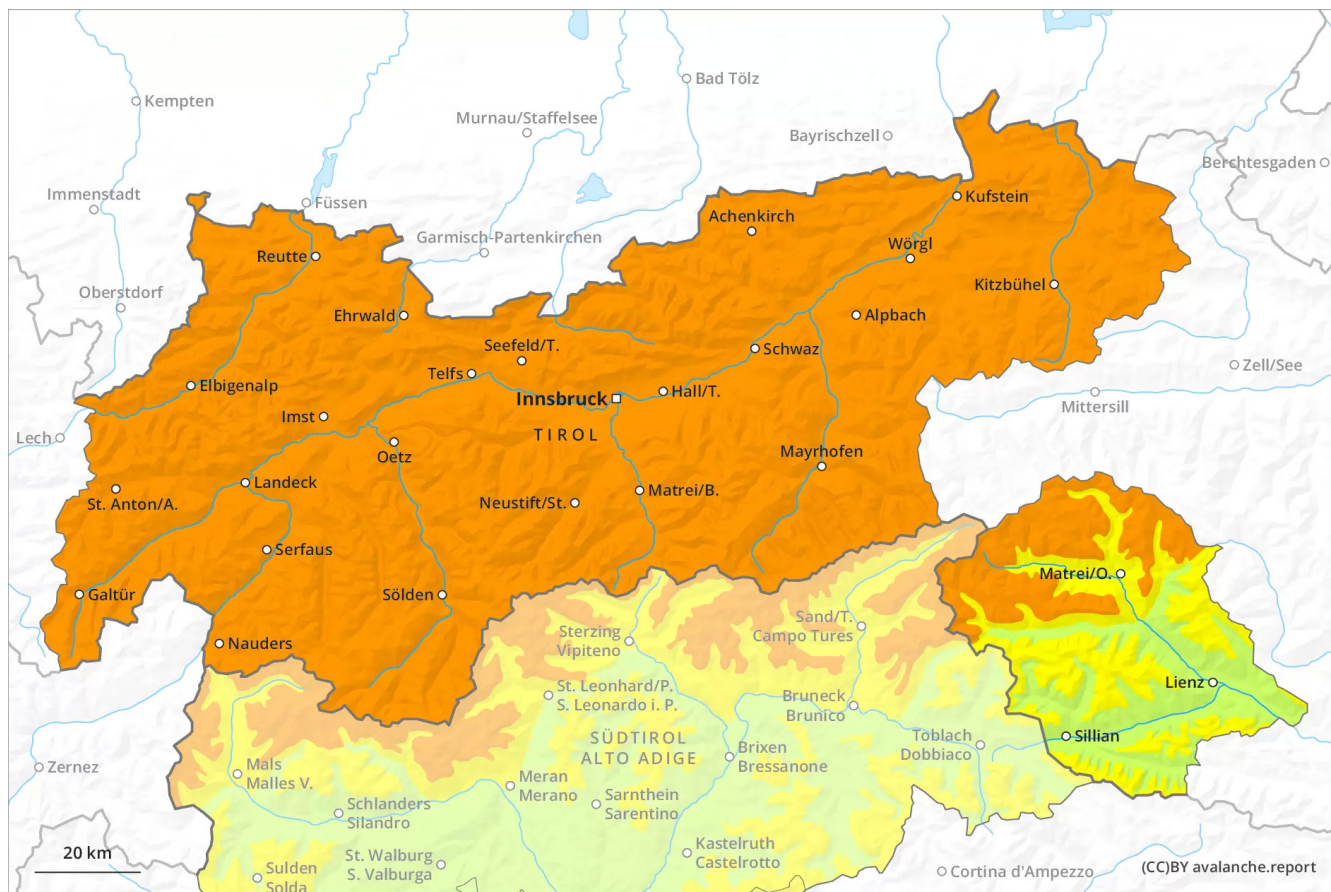 Kempten
Bad Tölz
Murnau/Staffelsee
Bayrischzell
Berchtesgaden
Immenstadt
Füssen
Kufstein
Achenkirch
Garmisch-Partenkirchen
Wörgl
Reutte
Oberstdorf
Kitzbühel
Ehrwald
Alpbach
Seefeld/T.
Schwaz
Zell/See
Telfs
Elbigenalp
Innsbruck
Hall/T.
Mittersill
Imst
TIROL
Lech
Oetz
Mayrhofen
Landeck
St. Anton/A.
Neustift/St.
Matrei/B.
Serfaus
Matrei/O.
Galtür
Sölden
Sand/T.
Campo Tures
Sterzing
Vipiteno
Nauders
Lienz
St. Leonhard/P.
S. Leonardo i. P.
Bruneck
Brunico
SÜDTIROL
ALTO ADIGE
Toblach
Dobbiaco
Sillian
Brixen
Bressanone
Zernez
Mals
Malles V.
Meran
Merano
Sarnthein
Sarentino
Schlanders
Silandro
20 km
St. Walburg
S. Valburga
Kastelruth
Castelrotto
Sulden
Solda
Cortina d'Ampezzo
(CC)BY avalanche.report